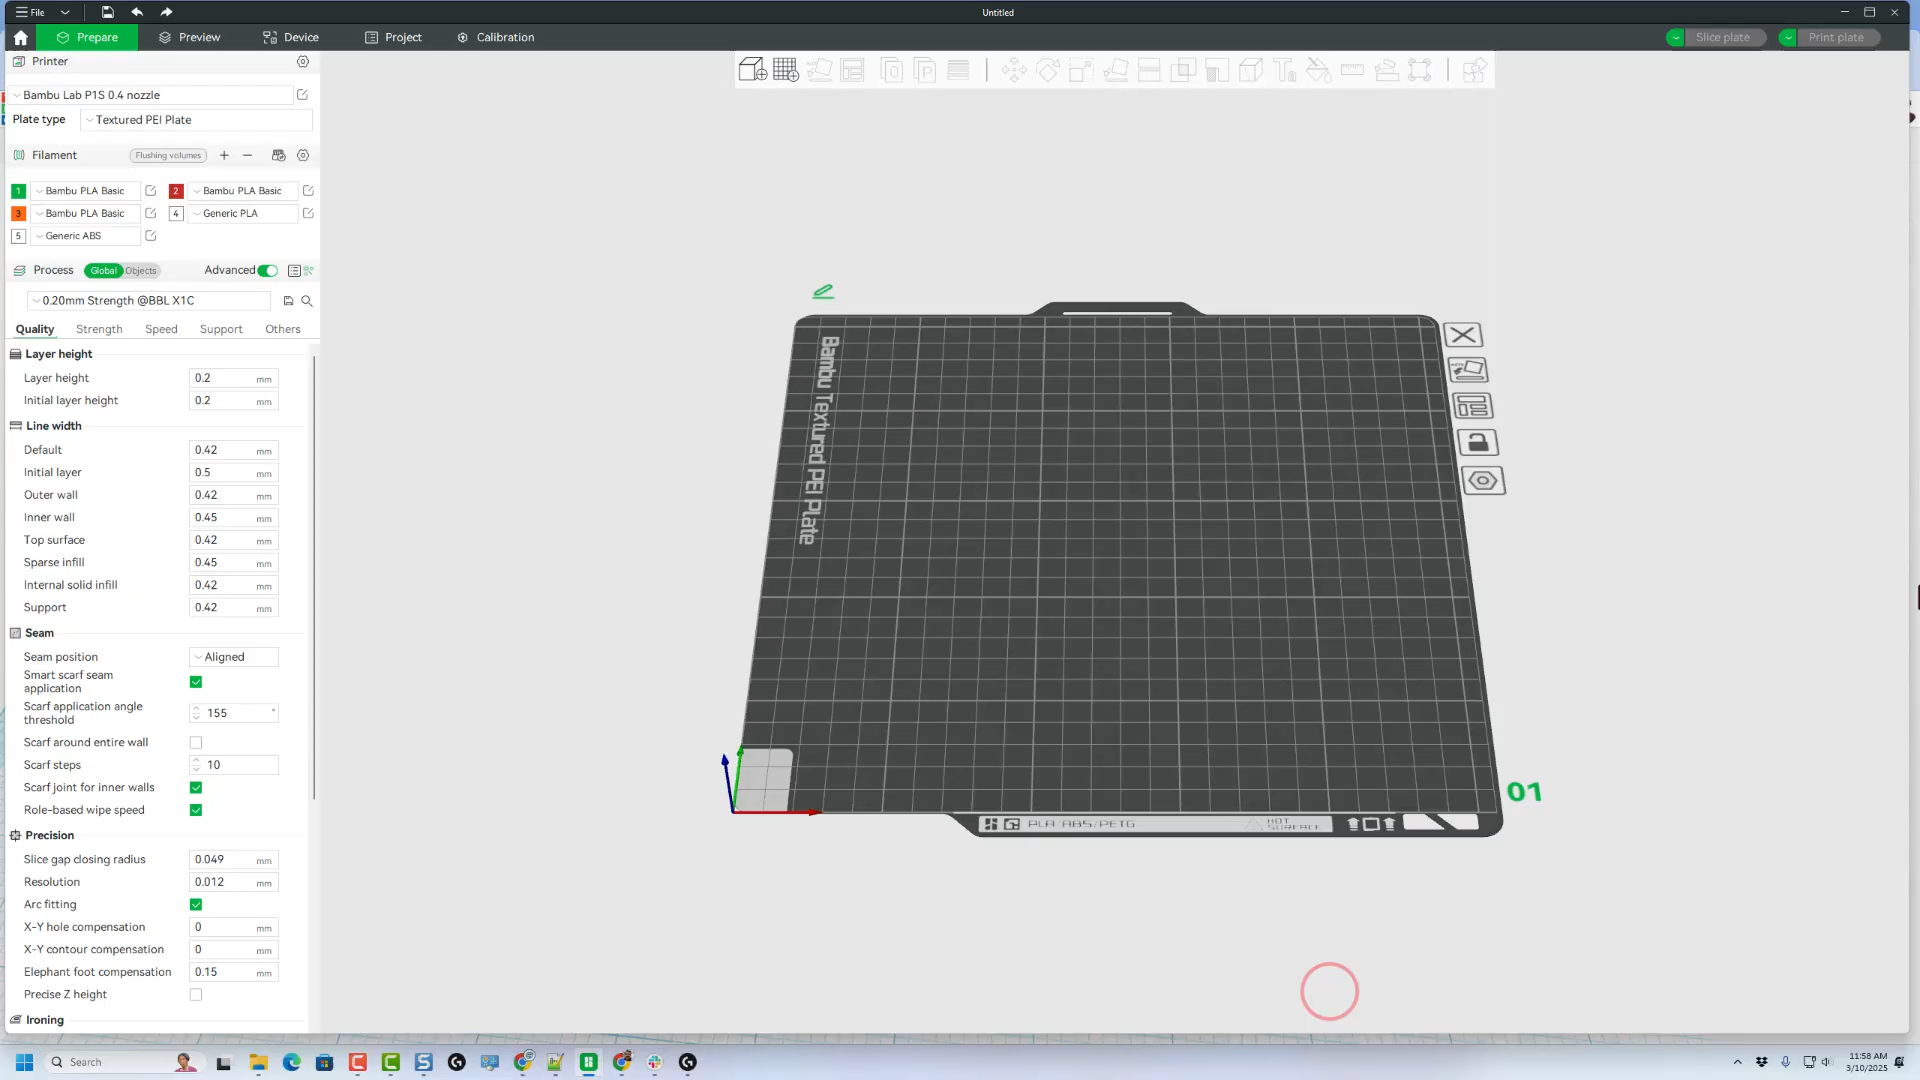 File
Untitled
Prepare
Preview
Device
Project
Calibration
Slice plate
Print plate
Printer
Bambu Lab P1S 0.4 nozzle
Plate type
Textured PEI Plate
Filament
Flushing volumes
1 Bambu PLA Basic
2 Bambu PLA Basic
3 Bambu PLA Basic
4 Generic PLA
5 Generic ABS
Process Global Objects Advanced
0.20mm Strength @BBL X1C
Quality Strength Speed Support Others
Layer height
Layer height 0.2 mm
Initial layer height 0.2 mm
Line width
Default 0.42 mm
Initial layer 0.5 mm
Outer wall 0.42 mm
Inner wall 0.45 mm
Top surface 0.42 mm
Sparse infill 0.45 mm
Internal solid infill 0.42 mm
Support 0.42 mm
Seam
Seam position Aligned
Smart scarf seam
application
Scarf application angle
threshold 155 °
Scarf around entire wall
Scarf steps 10
Scarf joint for inner walls
Role-based wipe speed
Precision
Slice gap closing radius 0.049 mm
Resolution 0.012 mm
Arc fitting
X-Y hole compensation 0 mm
X-Y contour compensation 0 mm
Elephant foot compensation 0.15 mm
Precise Z height
Ironing
Bambu Textured PEI Plate
PLA/ABS/PETG
HOT
SURFACE
01
Search
11:58 AM
3/10/2025